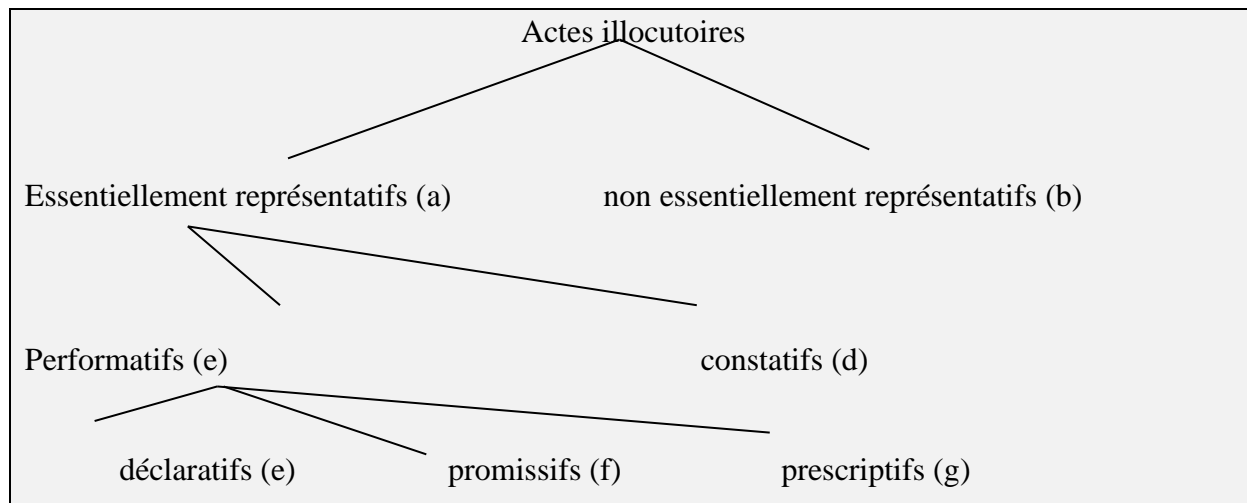 Actes illocutoires
Essentiellement représentatifs (a) non essentiellement représentatifs (b)
Performatifs (e) constatifs (d)
déclaratifs (e) promissifs (f) prescriptifs (g)